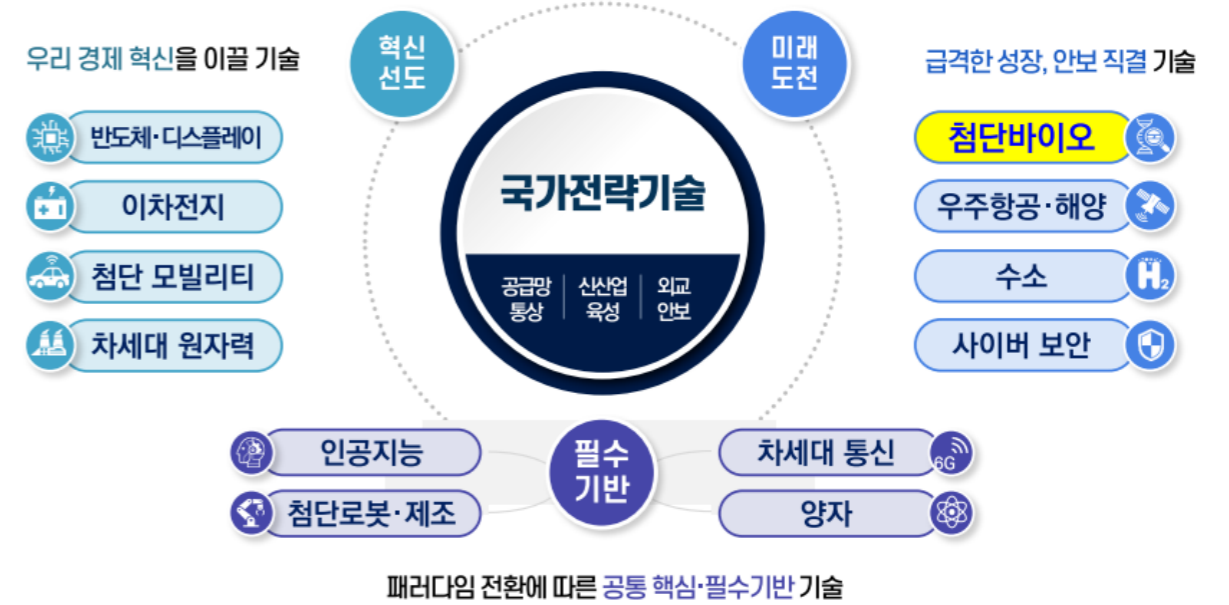 우리 경제 혁신을 이끌 기술
혁신
선도
반도체·디스플레이
이차전지
첨단 모빌리티
차세대 원자력
미래
도전
급격한 성장, 안보 직결 기술
첨단바이오
우주항공·해양
수소
H2
사이버 보안
국가전략기술
공급망
통상
신산업
육성
외교
안보
필수
기반
인공지능
첨단로봇·제조
차세대 통신
6G
양자
패러다임 전환에 따른 공통 핵심·필수기반 기술